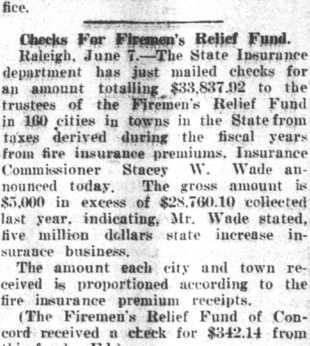 fice.
Checks For Firemen's Relief Fund.
Raleigh, June 7.—The State Insurance
department has just mailed checks for
an amount totalling $33,837.92 to the
trustees of the Firemen's Relief Fund
in 160 cities in towns in the State from
taxes derived during the fiscal years
from fire insurance premiums, Insurance
Commissioner Stacey W. Wade an-
nounced today. The gross amount is
$5,000 in excess of $28,760.10 collected
last year, indicating, Mr. Wade stated,
five million dollars state increase in-
surance business.
The amount each city and town re-
ceived is proportioned according to the
fire insurance premium receipts.
(The Firemen's Relief Fund of Con-
cord received a check for $342.14 from